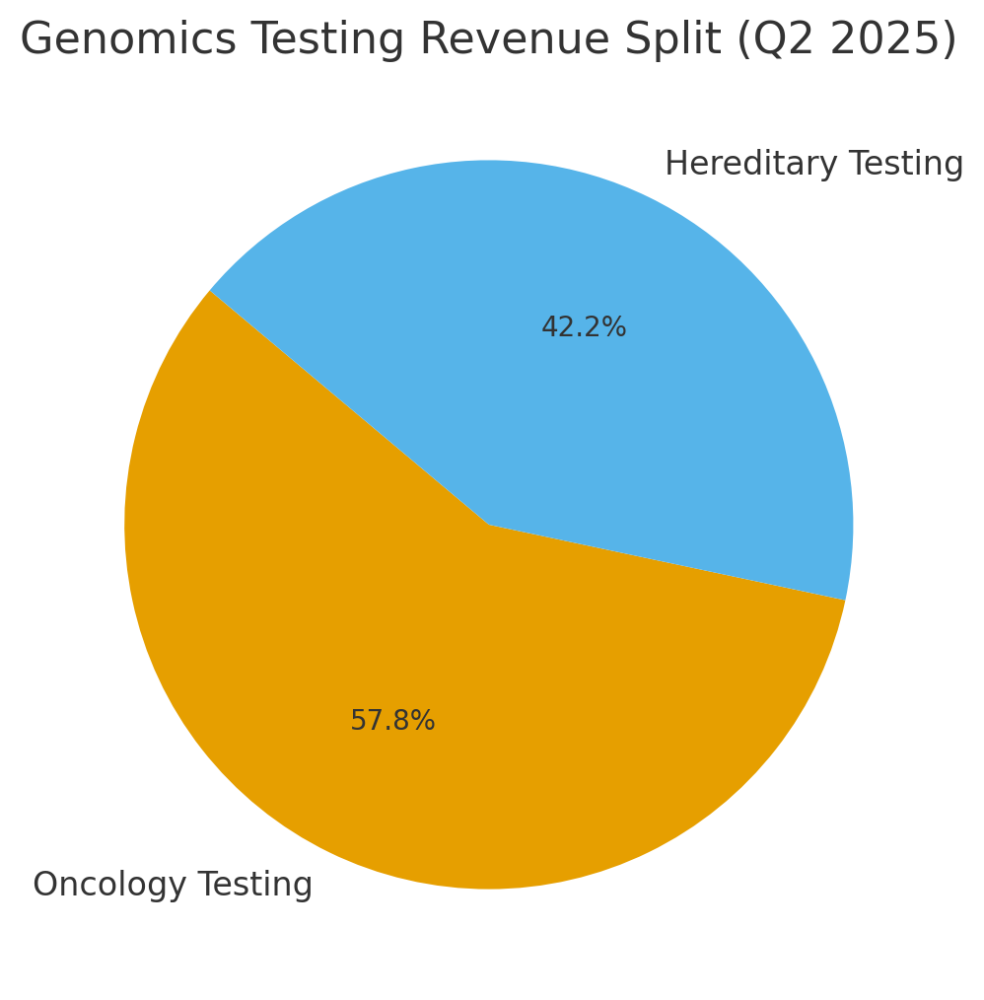 Genomics Testing Revenue Split (Q2 2025)
Hereditary Testing
42.2%
57.8%
Oncology Testing